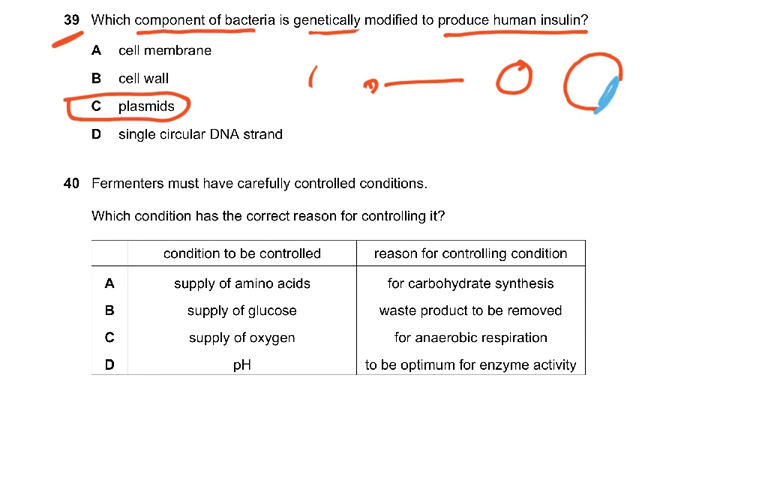 39 Which component of bacteria is genetically modified to produce human insulin?
A cell membrane
B cell wall
C plasmids
D single circular DNA strand
40 Fermenters must have carefully controlled conditions.
Which condition has the correct reason for controlling it?
condition to be controlled reason for controlling condition
A supply of amino acids for carbohydrate synthesis
B supply of glucose waste product to be removed
C supply of oxygen for anaerobic respiration
D pH to be optimum for enzyme activity